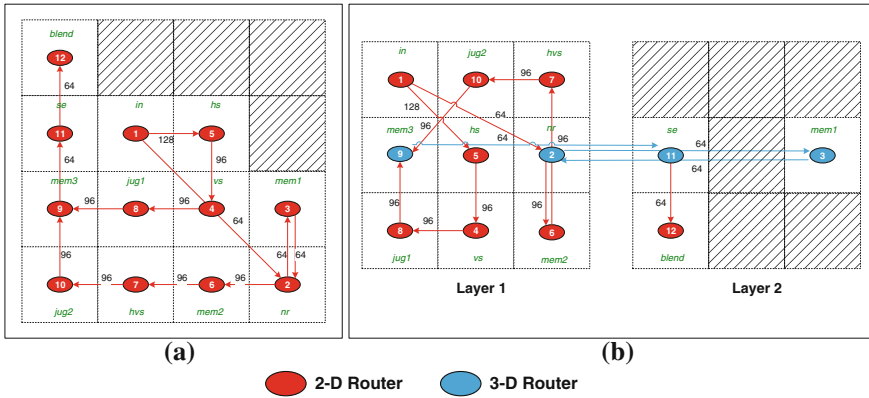 blend
12
64
se
in
hs
11
1
128
5
64
96
mem3
jug1
vs
mem1
9
96
8
96
4
3
64
96
64
64
10
96
7
96
6
96
2
jug2
hvs
mem2
nr
(a)
in
jug2
hvs
1
10
96
7
128
64
mem3
96
hs
nr
96
se
mem1
9
64
5
2
11
64
3
64
96
96
96
96
64
8
96
4
6
12
jug1
vs
mem2
blend
Layer 1
Layer 2
(b)
2-D Router
3-D Router